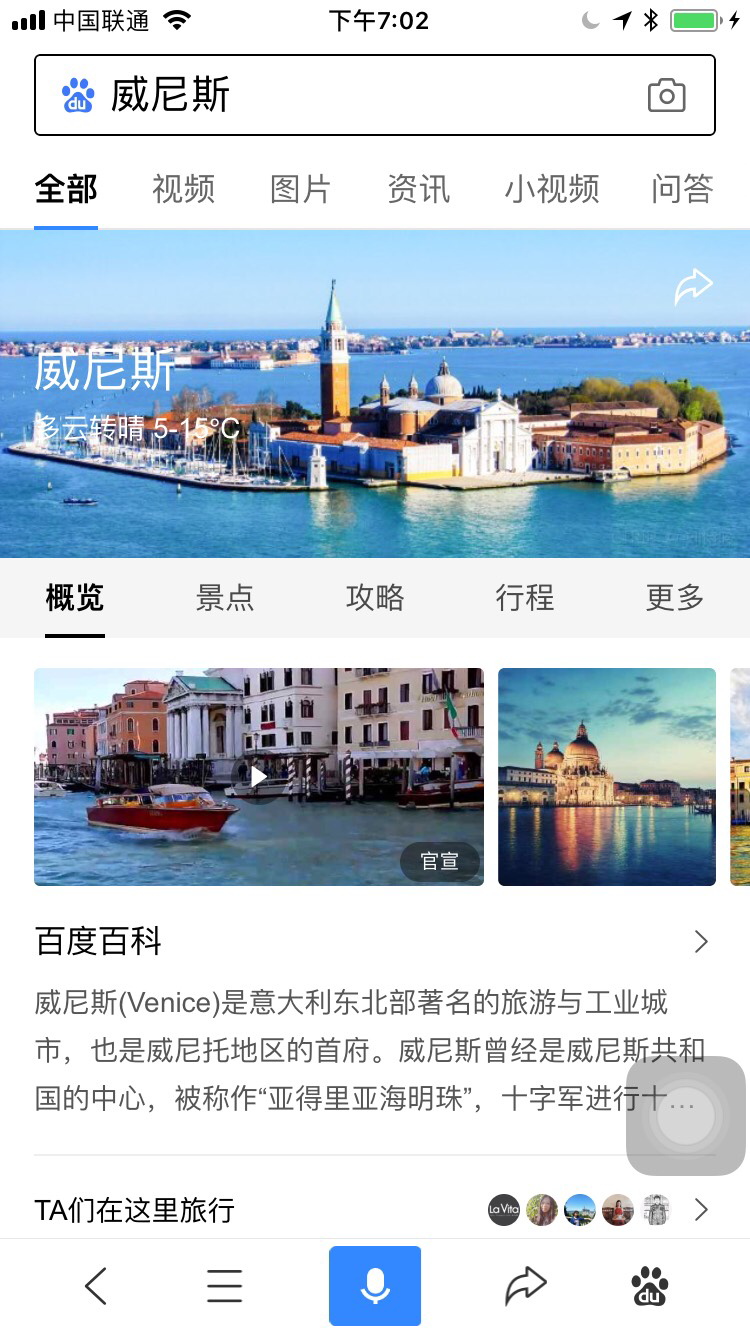 中国联通
下午7:02
du 威尼斯
全部 视频 图片 资讯 小视频 问答
威尼斯
多云转晴 5-15°C
概览 景点 攻略 行程 更多
官宣
百度百科
威尼斯(Venice)是意大利东北部著名的旅游与工业城
市，也是威尼托地区的首府。威尼斯曾经是威尼斯共和
国的中心，被称作“亚得里亚海明珠”，十字军进行十...
TA们在这里旅行
La Vita
du